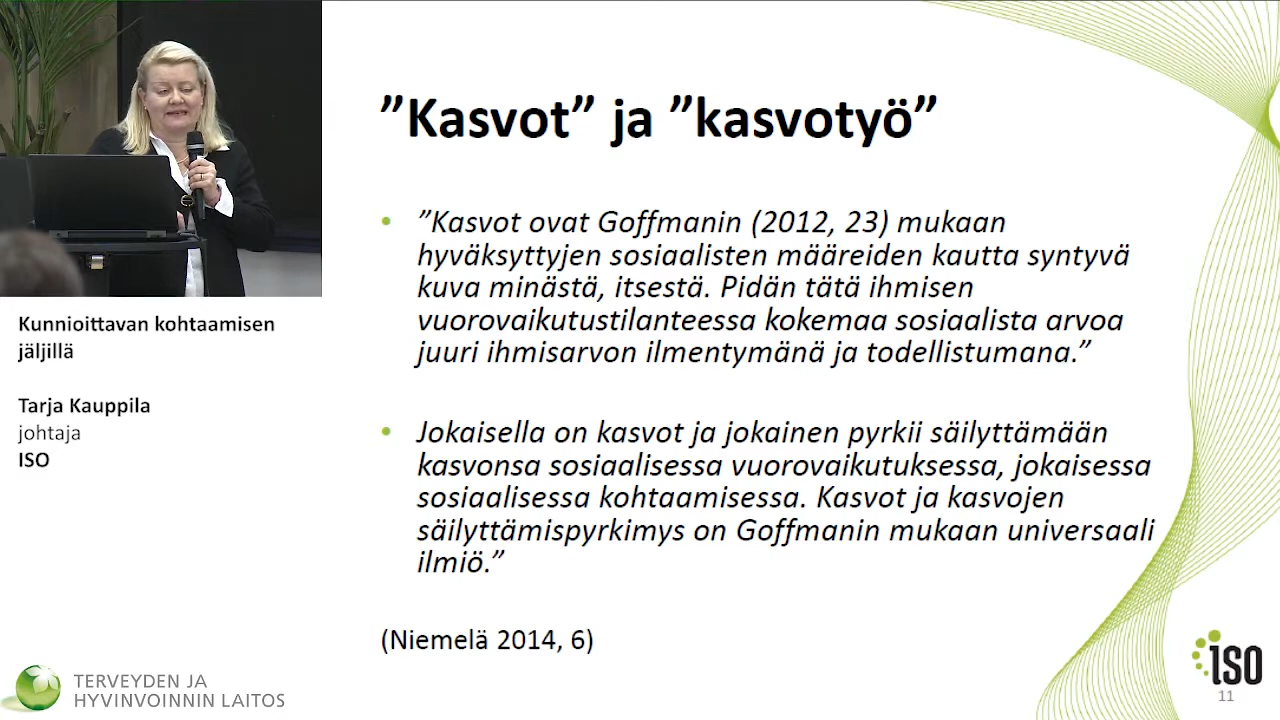 ”Kasvot” ja ”kasvotyö”
• ”Kasvot ovat Goffmanin (2012, 23) mukaan
hyväksyttyjen sosiaalisten määreiden kautta syntyvä
kuva minästä, itsestä. Pidän tätä ihmisen
vuorovaikutustilanteessa kokemaa sosiaalista arvoa
juuri ihmisarvon ilmentymänä ja todellistumana.”
• Jokaisella on kasvot ja jokainen pyrkii säilyttämään
kasvonsa sosiaalisessa vuorovaikutuksessa, jokaisessa
sosiaalisessa kohtaamisessa. Kasvot ja kasvojen
säilyttämispyrkimys on Goffmanin mukaan universaali
ilmiö.”
(Niemelä 2014, 6)
Kunnioittavan kohtaamisen
jäljillä
Tarja Kauppila
johtaja
ISO
TERVEYDEN JA
HYVINVOINNIN LAITOS
iso
11